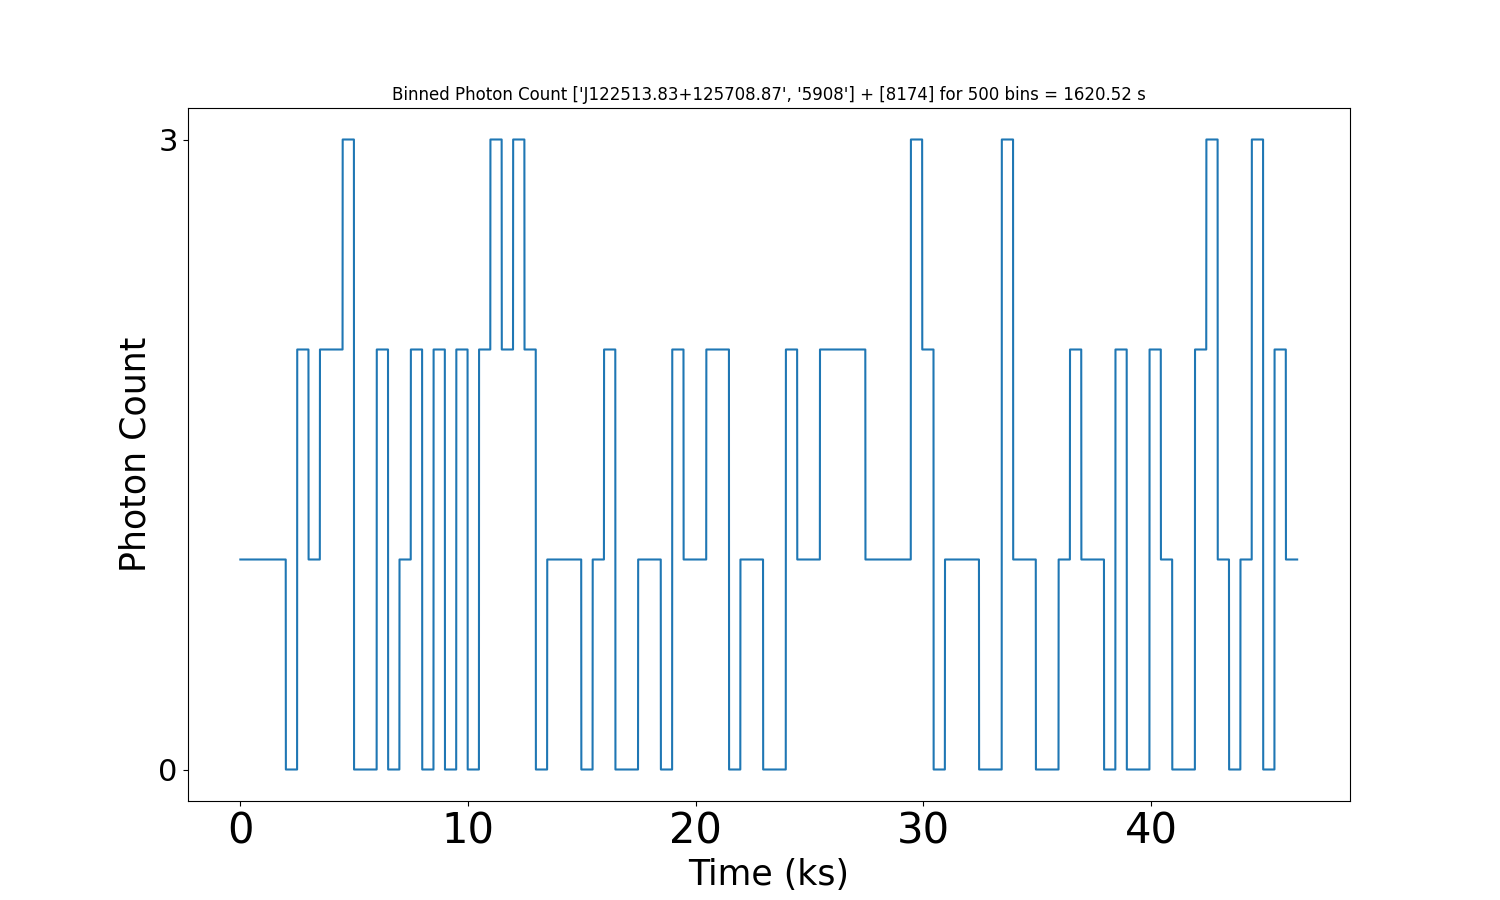 Binned Photon Count ['J122513.83+125708.87', '5908'] + [8174] for 500 bins = 1620.52 s
3
Photon Count
0
0 10 20 30 40
Time (ks)